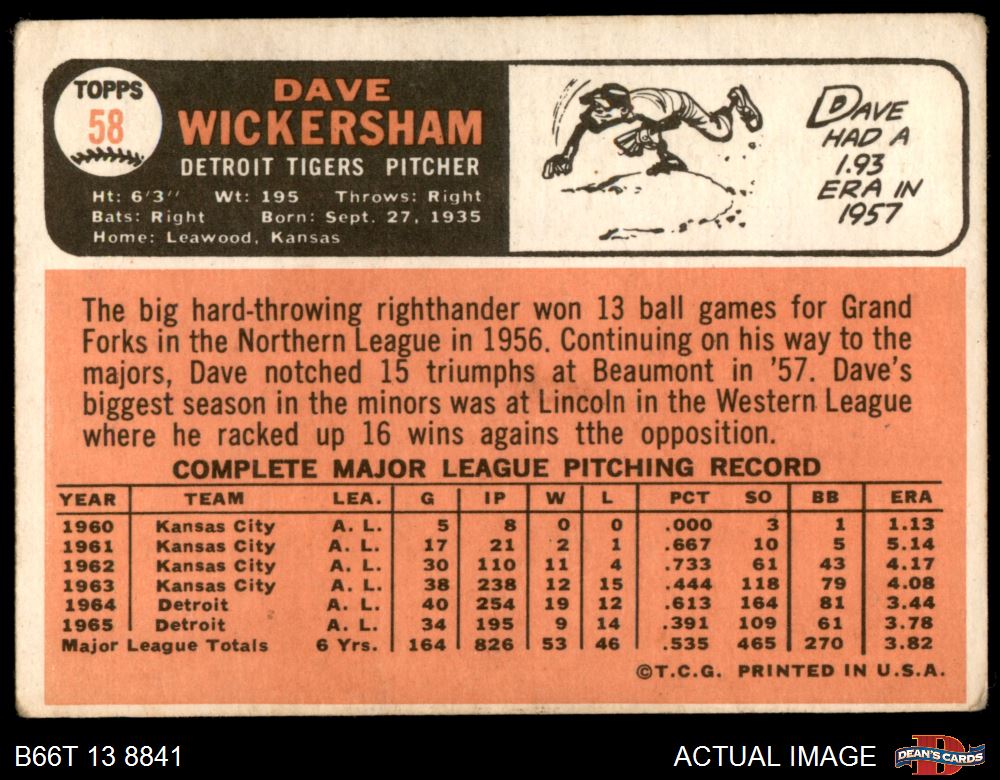 TOPPS
58
DAVE
WICKERSHAM
DETROIT TIGERS PITCHER
Ht: 6'3'' Wt: 195 Throws: Right
Bats: Right Born: Sept. 27, 1935
Home: Leawood, Kansas
DAVE
HAD A
1.93
ERA IN
1957
The big hard-throwing righthander won 13 ball games for Grand
Forks in the Northern League in 1956. Continuing on his way to the
majors, Dave notched 15 triumphs at Beaumont in '57. Dave's
biggest season in the minors was at Lincoln in the Western League
where he racked up 16 wins agains tthe opposition.
COMPLETE MAJOR LEAGUE PITCHING RECORD
YEAR TEAM LEA. G IP W L PCT SO BB ERA
1960 Kansas City A. L. 5 8 0 0 .000 3 1 1.13
1961 Kansas City A. L. 17 21 2 1 .667 10 5 5.14
1962 Kansas City A. L. 30 110 11 4 .733 61 43 4.17
1963 Kansas City A. L. 38 238 12 15 .444 118 79 4.08
1964 Detroit A. L. 40 254 19 12 .613 164 81 3.44
1965 Detroit A. L. 34 195 9 14 .391 109 61 3.78
Major League Totals 6 Yrs. 164 826 53 46 .535 465 270 3.82
©T.C.G. PRINTED IN U.S.A.
B66T 13 8841
ACTUAL IMAGE
DEAN'S CARDS